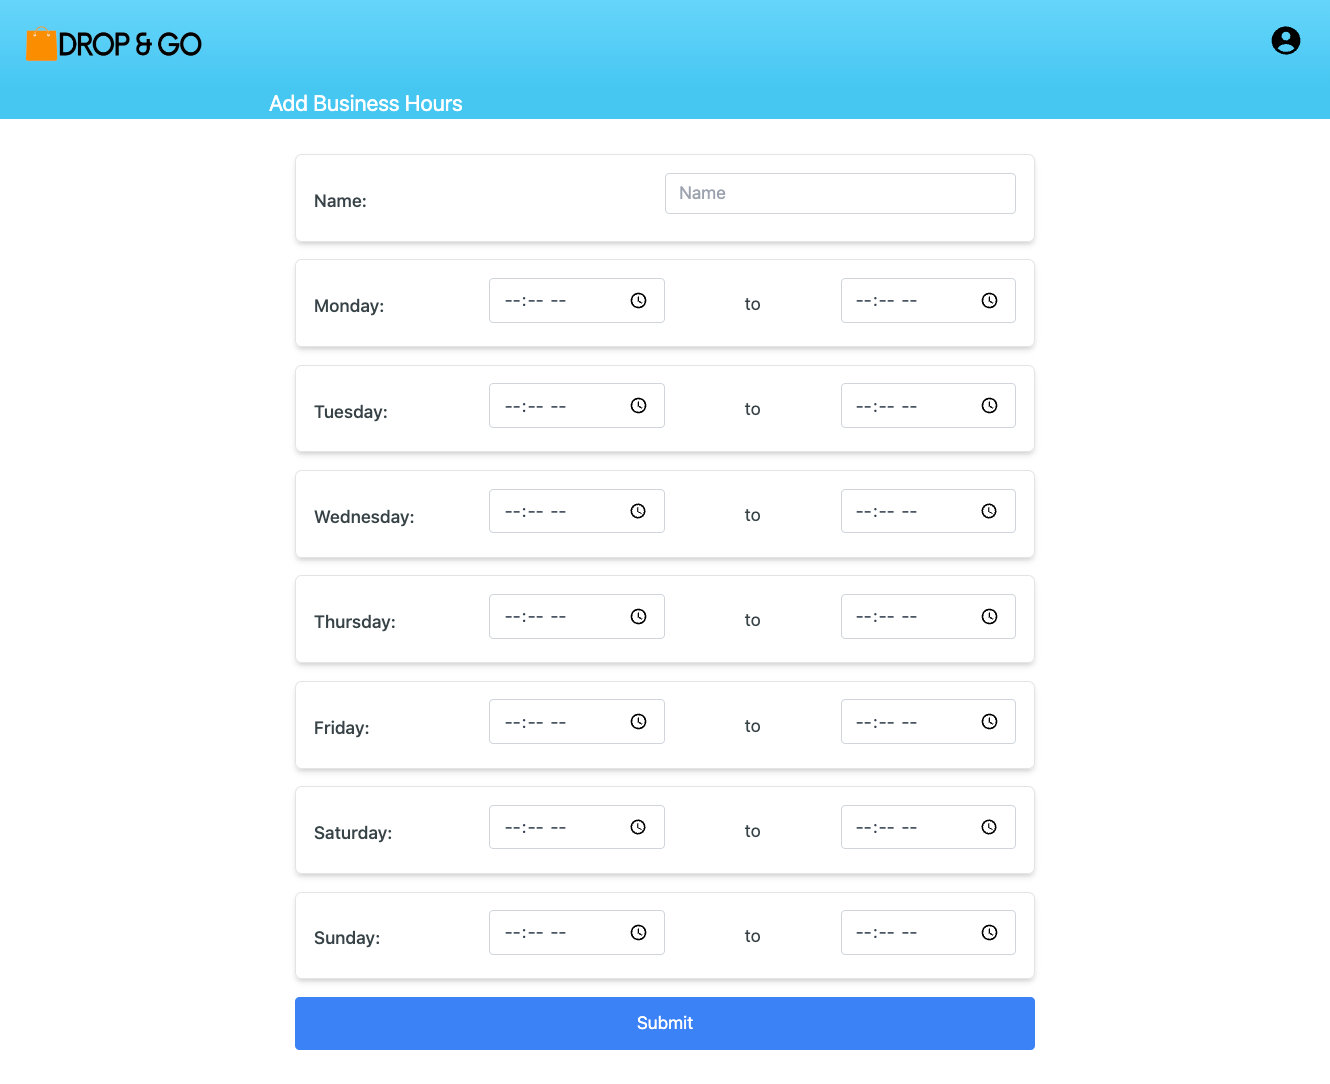 DROP & GO
Add Business Hours
Name:
Name
Monday: --:-- -- to --:-- --
Tuesday: --:-- -- to --:-- --
Wednesday: --:-- -- to --:-- --
Thursday: --:-- -- to --:-- --
Friday: --:-- -- to --:-- --
Saturday: --:-- -- to --:-- --
Sunday: --:-- -- to --:-- --
Submit